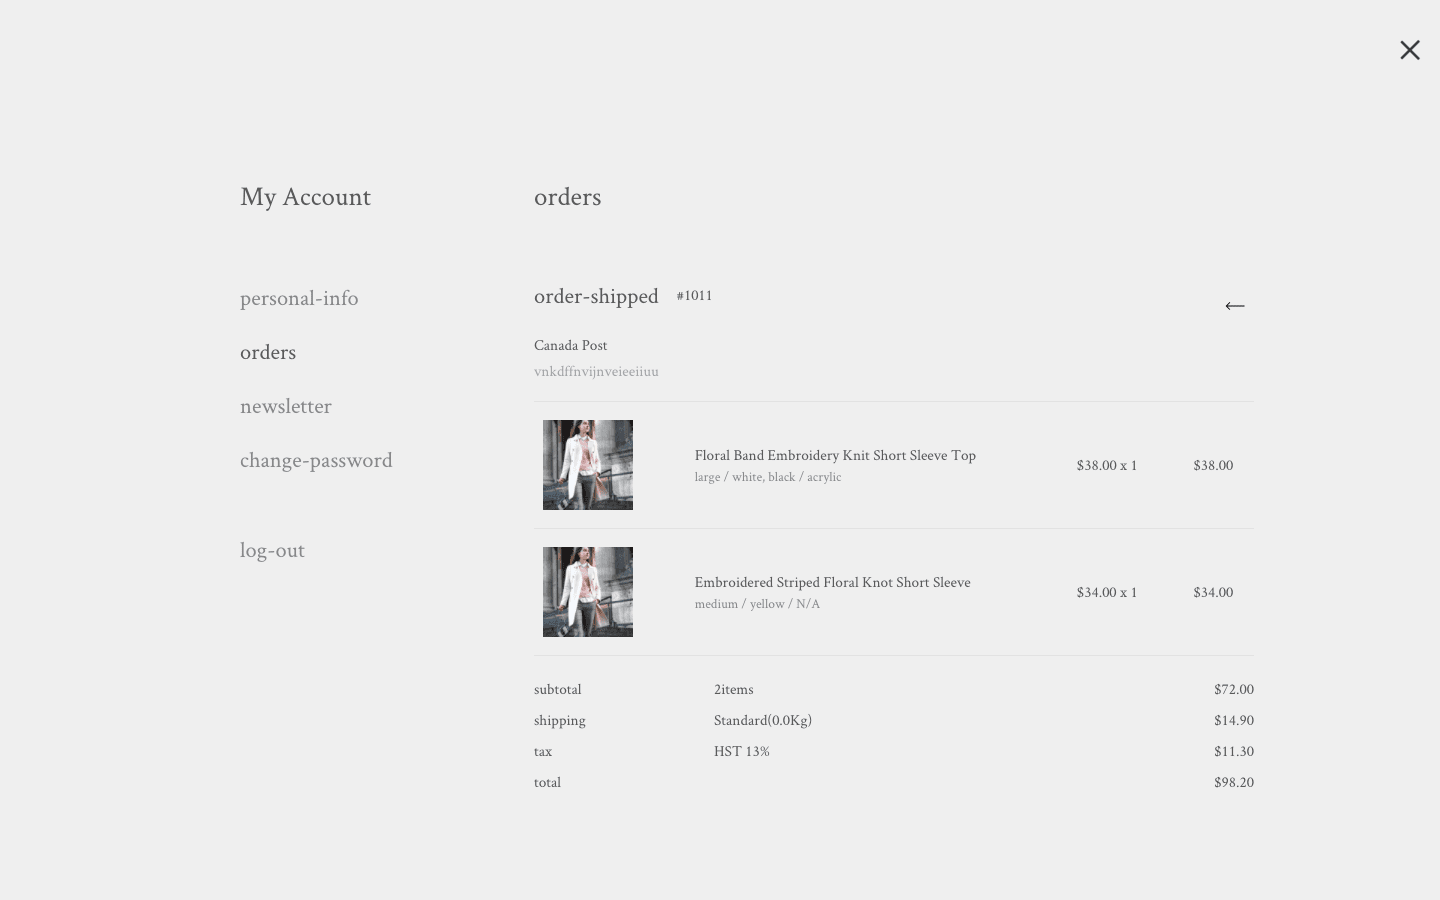 My Account
personal-info
orders
newsletter
change-password
log-out
orders
order-shipped #1011
Canada Post
vnkdffnvijnveieeiiuu
Floral Band Embroidery Knit Short Sleeve Top
large / white, black / acrylic
$38.00 x 1 $38.00
Embroidered Striped Floral Knot Short Sleeve
medium / yellow / N/A
$34.00 x 1 $34.00
subtotal 2items $72.00
shipping Standard(0.0Kg) $14.90
tax HST 13% $11.30
total $98.20